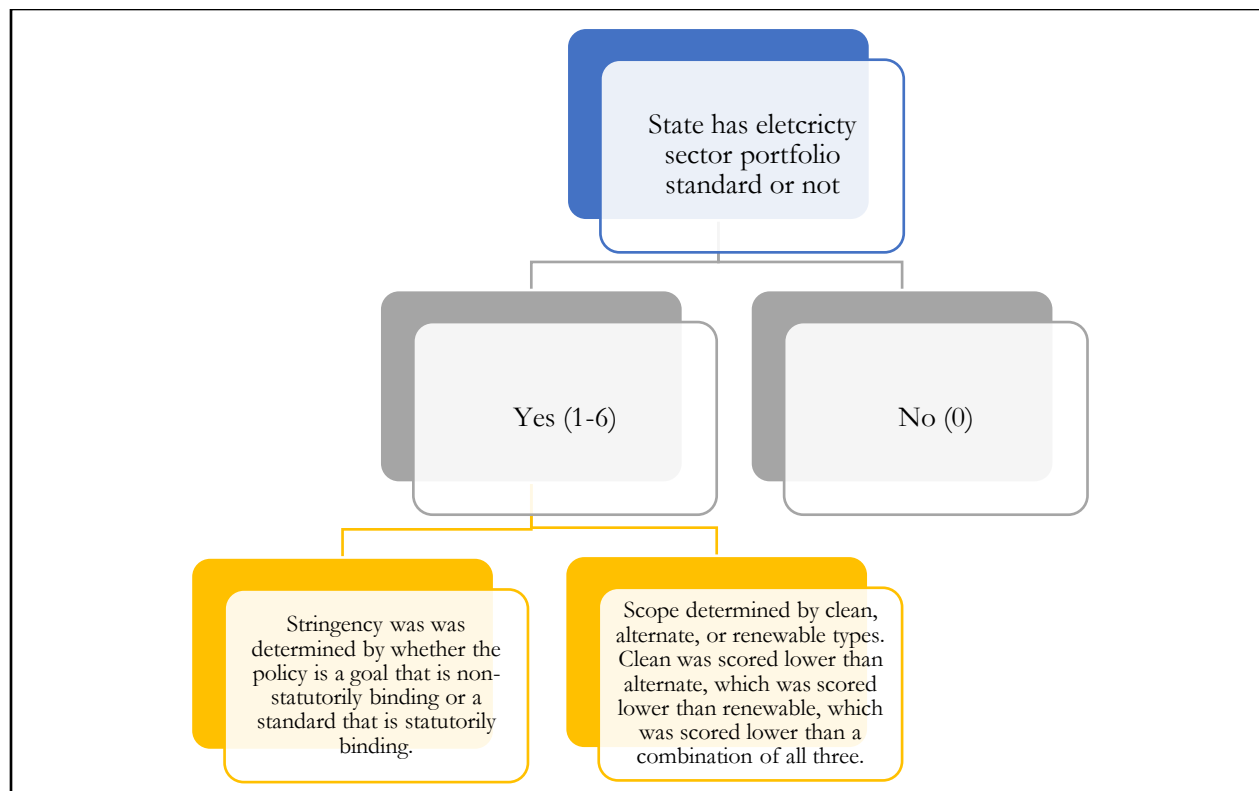 State has eletcricty
sector portfolio
standard or not
Yes (1-6)
No (0)
Stringency was was
determined by whether the
policy is a goal that is non-
statutorily binding or a
standard that is statutorily
binding.
Scope determined by clean,
alternate, or renewable types.
Clean was scored lower than
alternate, which was scored
lower than renewable, which
was scored lower than a
combination of all three.